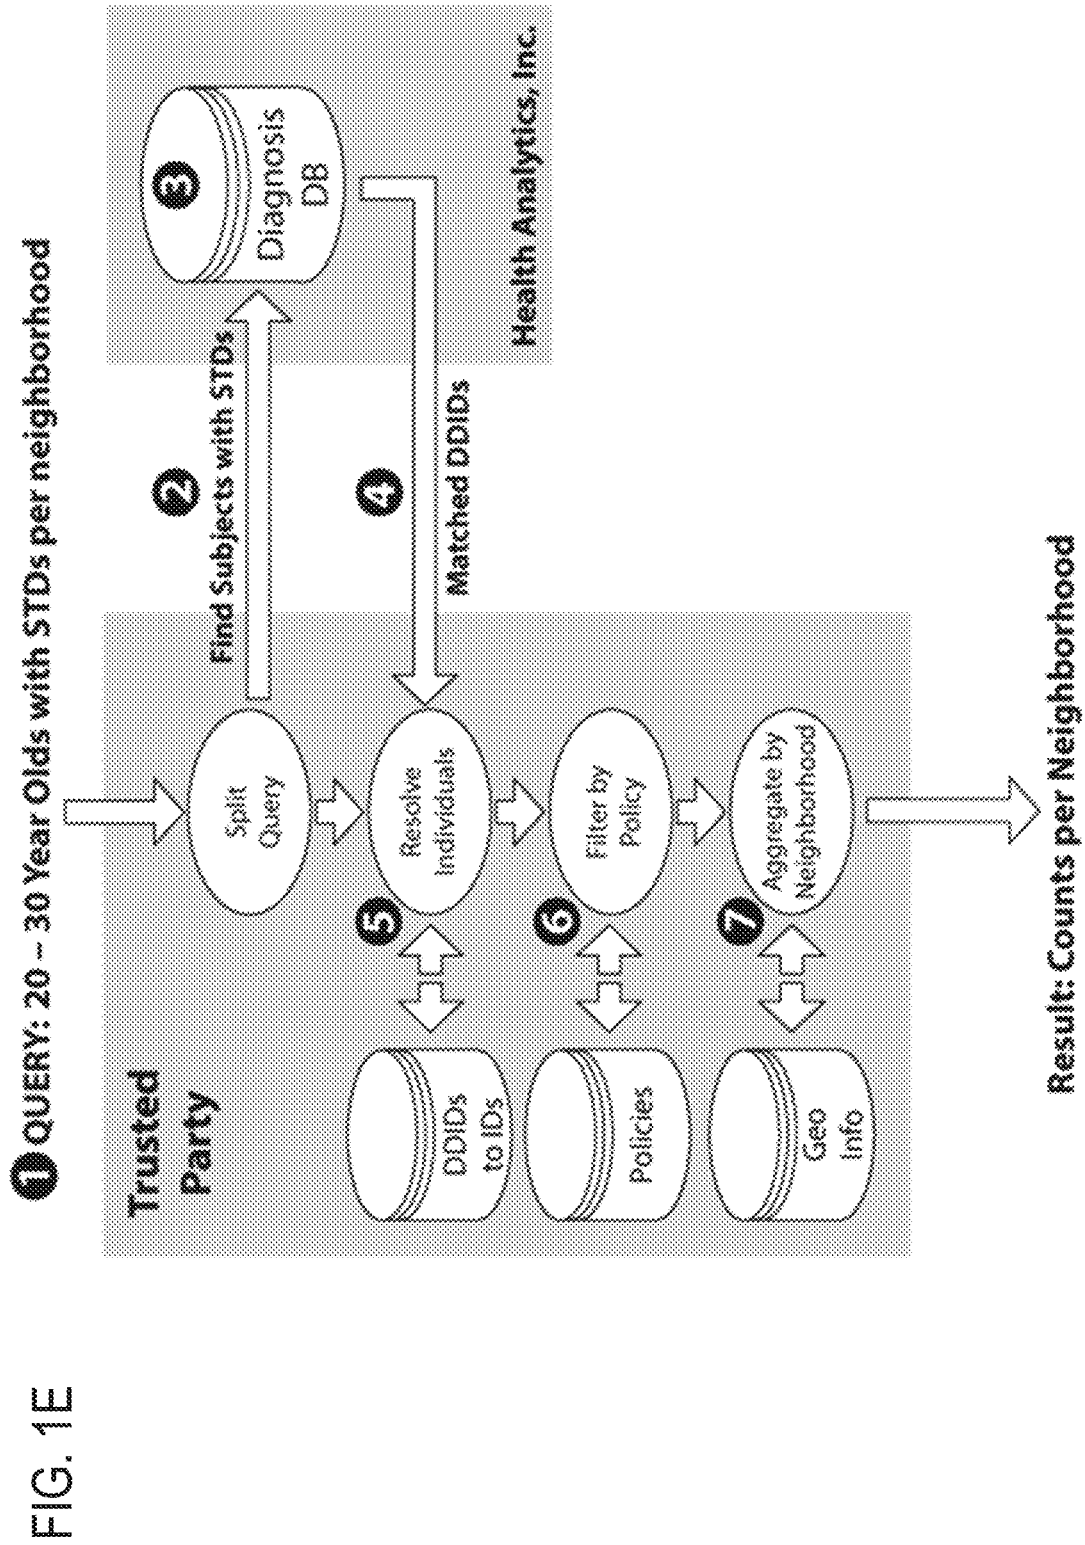 FIG. 1E
1 QUERY: 20 – 30 Year Olds with STDs per neighborhood
Trusted
Party
Split
Query
2
Find Subjects with STDs
3
Diagnosis
DB
Health Analytics, Inc.
4
Matched DDIDs
5
Resolve
Individuals
DDIDs
to IDs
6
Filter by
Policy
Policies
7
Aggregate by
Neighborhood
Geo
Info
Result: Counts per Neighborhood